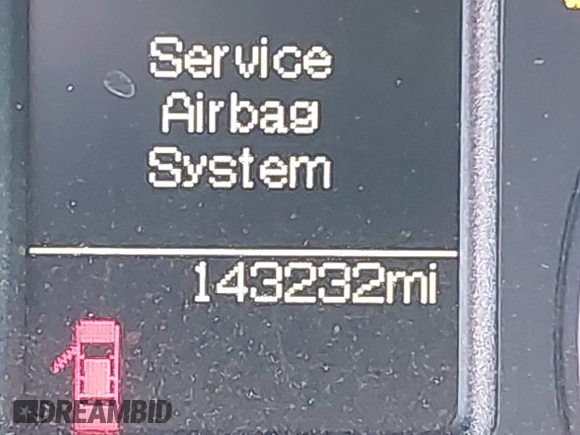 Service
Airbag
System
143232mi
DREAMBID